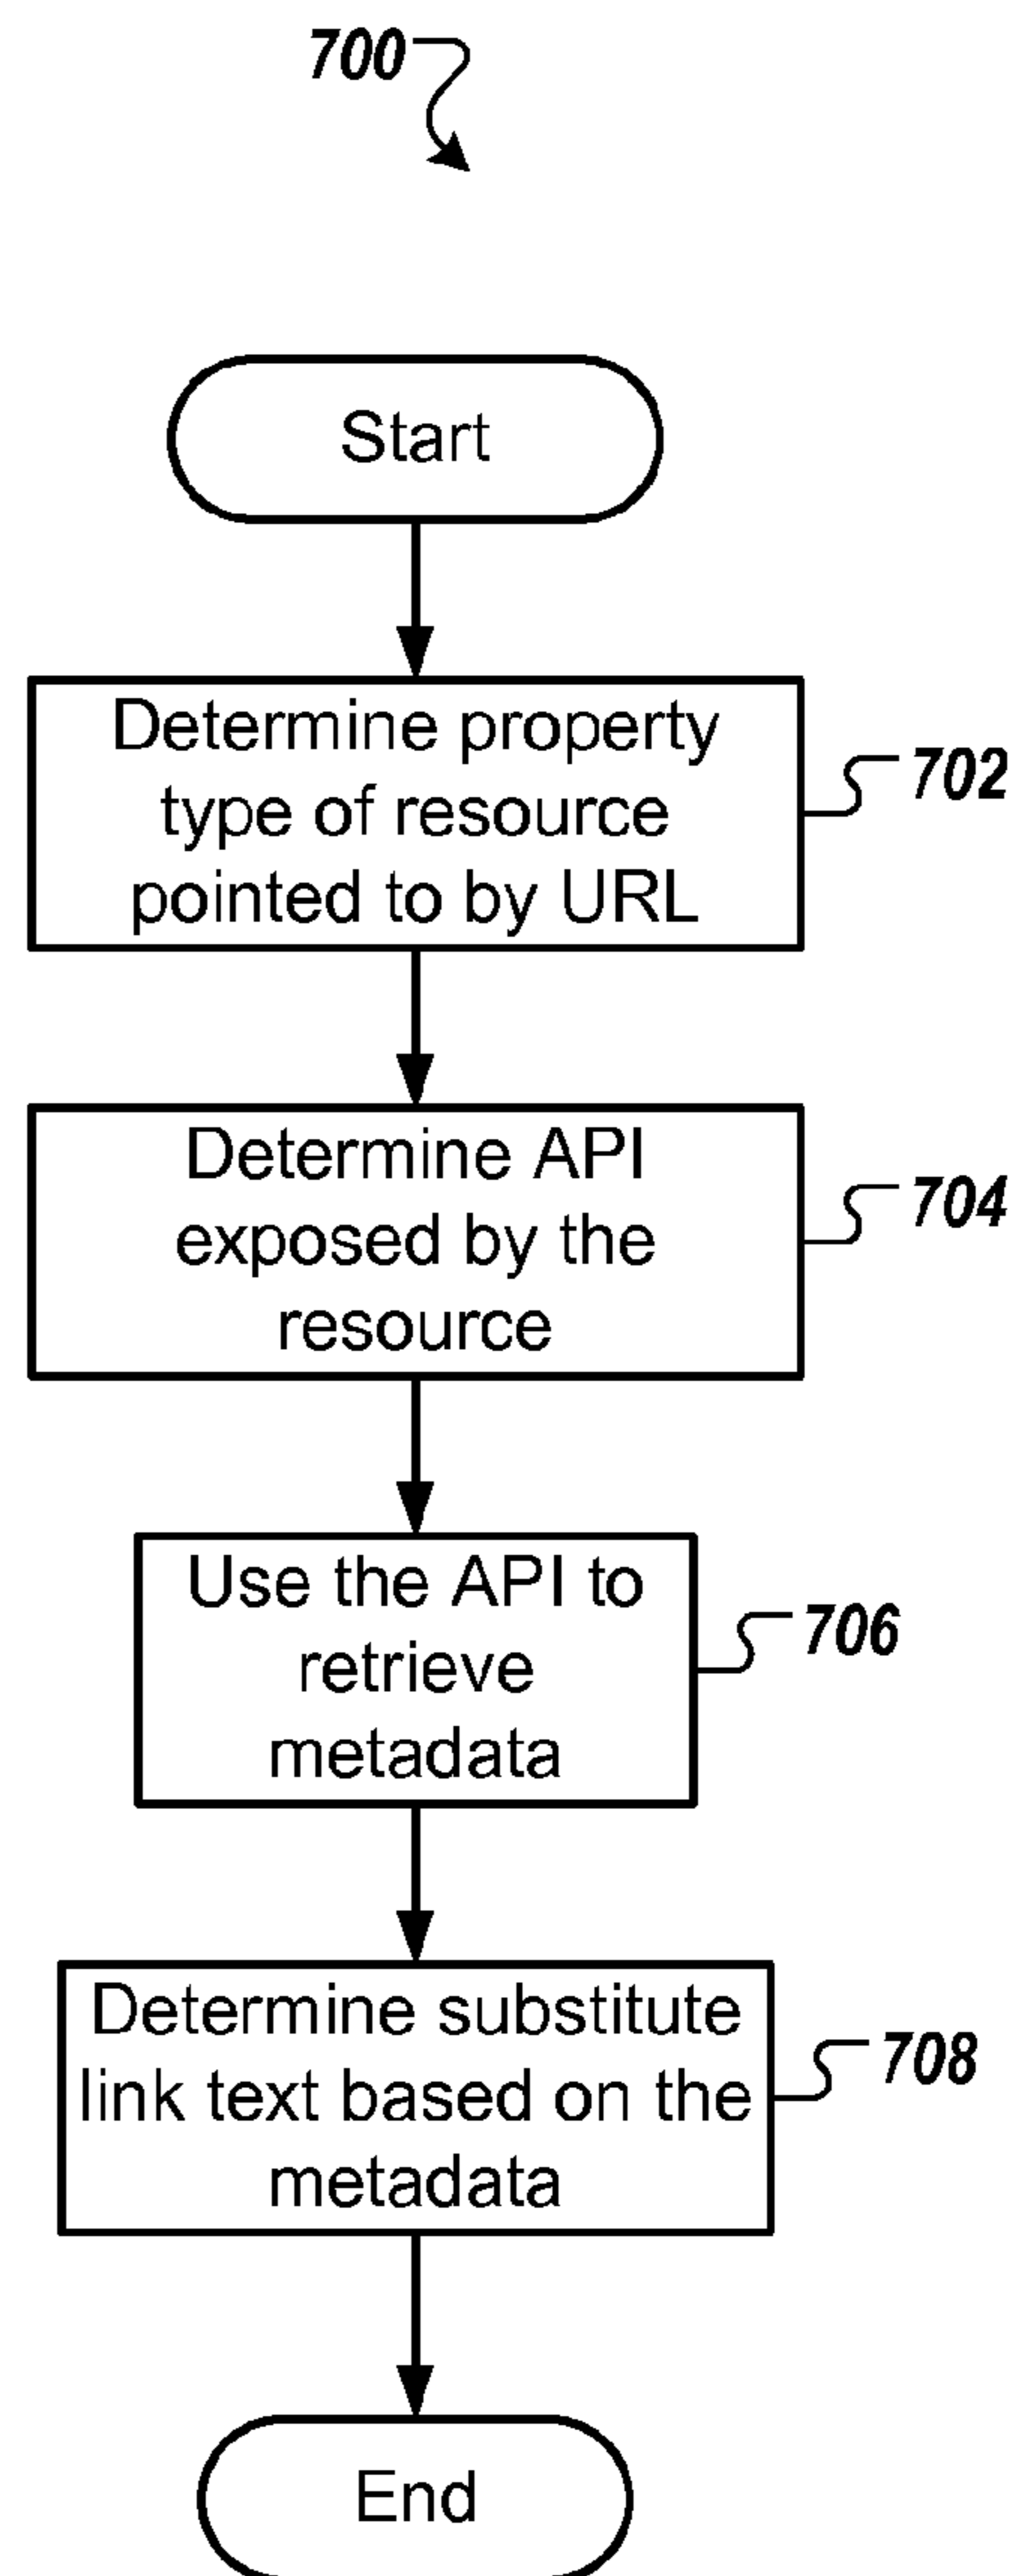 700
Start
Determine property
type of resource
pointed to by URL
702
Determine API
exposed by the
resource
704
Use the API to
retrieve
metadata
706
Determine substitute
link text based on the
metadata
708
End